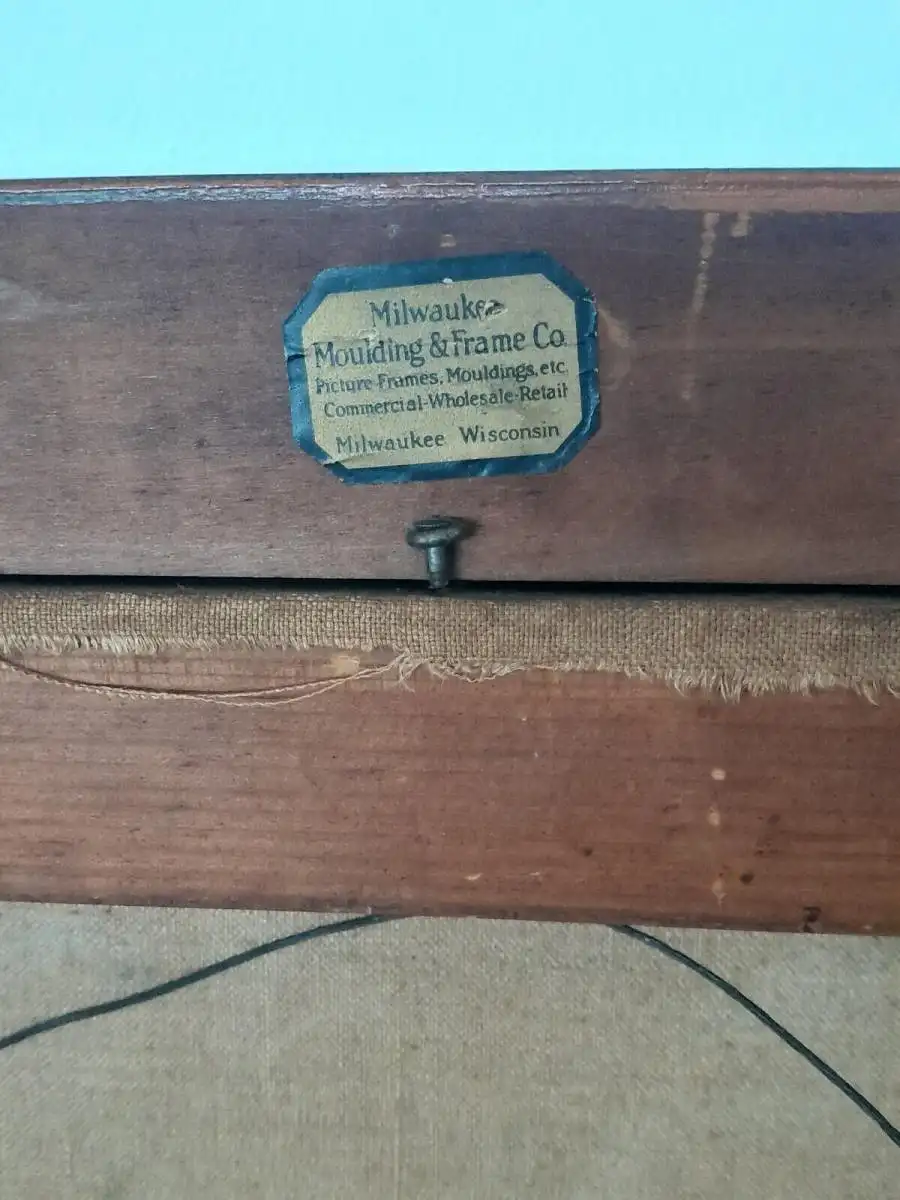 Milwaukee
Moulding & Frame Co.
Picture Frames, Mouldings, etc.
Commercial-Wholesale-Retail
Milwaukee Wisconsin